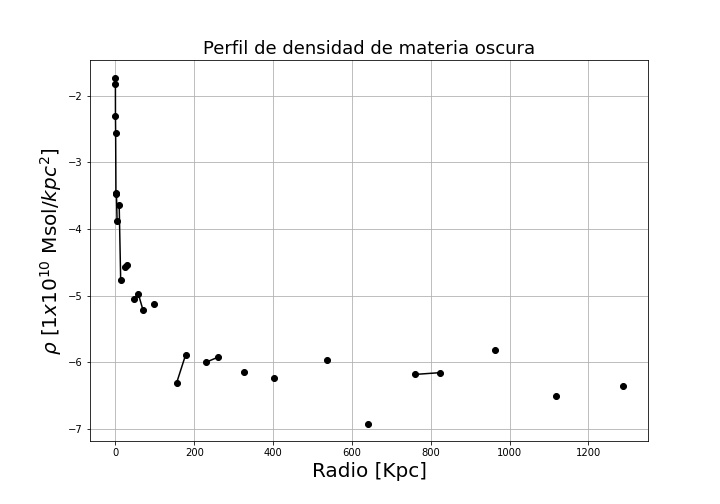 Perfil de densidad de materia oscura
ρ [1x10¹⁰ Msol/kpc²]
−2
−3
−4
−5
−6
−7
0 200 400 600 800 1000 1200
Radio [Kpc]